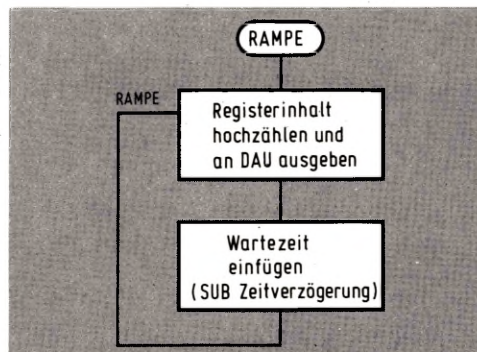 RAMPE
RAMPE
Registerinhalt
hochzählen und
an DAU ausgeben
Wartezeit
einfügen
(SUB Zeitverzögerung)